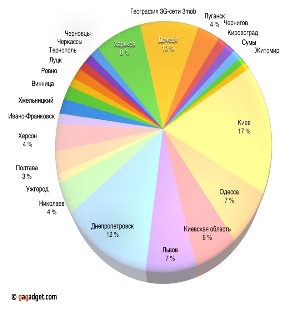 География 3G-сети 3mob
Черновцы
Черкассы
Тернополь
Луцк
Ровно
Винница
Хмельницкий
Ивано-Франковск
Херсон
4 %
Полтава
3 %
Ужгород
Николаев
4 %
Днепропетровск
12 %
Львов
7 %
Киевская область
6 %
Одесса
7 %
Киев
17 %
Житомир
Сумы
Кировоград
Чернигов
Луганск
4 %
Донецк
Харьков
© gagadget.com